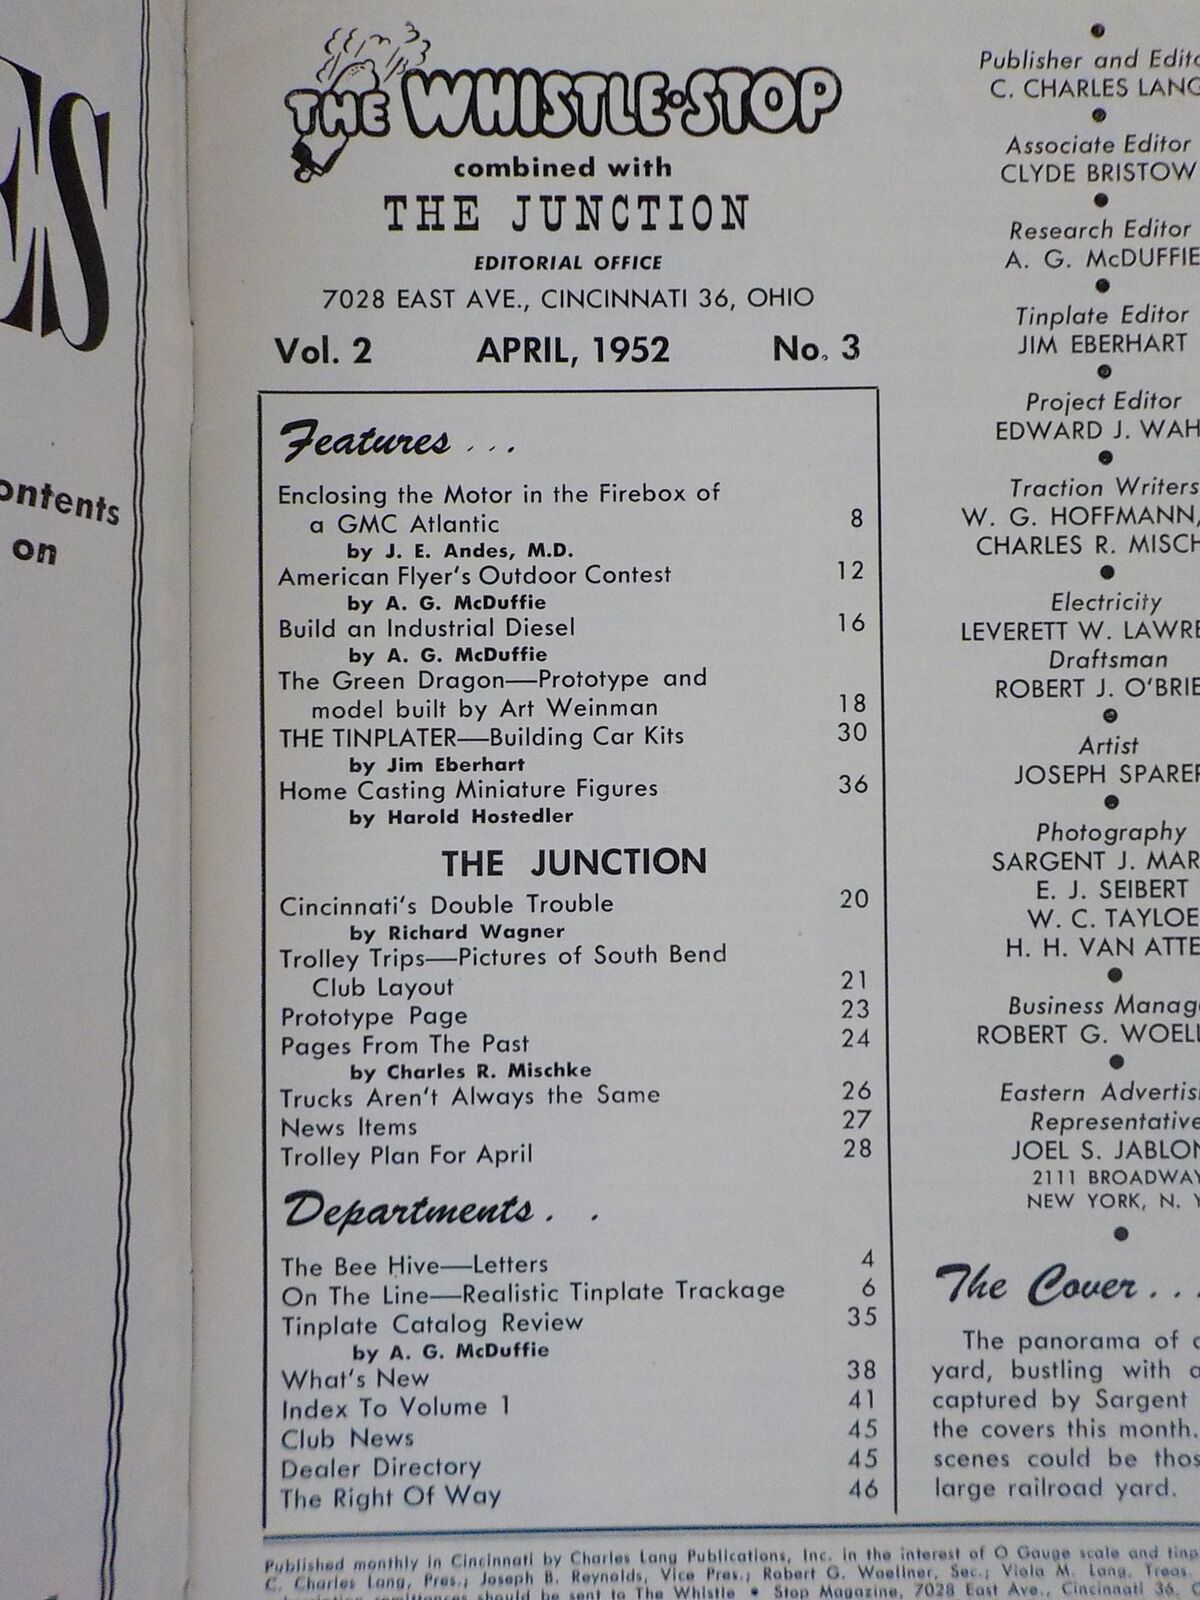 ES
ontents
on
THE WHISTLE•STOP
combined with
THE JUNCTION
EDITORIAL OFFICE
7028 EAST AVE., CINCINNATI 36, OHIO
Vol. 2 APRIL, 1952 No. 3
Features . . .
Enclosing the Motor in the Firebox of
a GMC Atlantic 8
by J. E. Andes, M.D.
American Flyer's Outdoor Contest 12
by A. G. McDuffie
Build an Industrial Diesel 16
by A. G. McDuffie
The Green Dragon—Prototype and
model built by Art Weinman 18
THE TINPLATER—Building Car Kits 30
by Jim Eberhart
Home Casting Miniature Figures 36
by Harold Hostedler
THE JUNCTION
Cincinnati's Double Trouble 20
by Richard Wagner
Trolley Trips—Pictures of South Bend
Club Layout 21
Prototype Page 23
Pages From The Past 24
by Charles R. Mischke
Trucks Aren't Always the Same 26
News Items 27
Trolley Plan For April 28
Departments . .
The Bee Hive—Letters 4
On The Line—Realistic Tinplate Trackage 6
Tinplate Catalog Review 35
by A. G. McDuffie
What's New 38
Index To Volume 1 41
Club News 45
Dealer Directory 45
The Right Of Way 46
Publisher and Edito
C. CHARLES LANG
Associate Editor
CLYDE BRISTOW
Research Editor
A. G. McDUFFIE
Tinplate Editor
JIM EBERHART
Project Editor
EDWARD J. WAH
Traction Writers
W. G. HOFFMANN,
CHARLES R. MISCH
Electricity
LEVERETT W. LAWRE
Draftsman
ROBERT J. O'BRIE
Artist
JOSEPH SPARER
Photography
SARGENT J. MAR
E. J. SEIBERT
W. C. TAYLOE
H. H. VAN ATTE
Business Manag
ROBERT G. WOELL
Eastern Advertisi
Representative
JOEL S. JABLON
2111 BROADWAY
NEW YORK, N. Y
The Cover . . .
The panorama of a
yard, bustling with a
captured by Sargent
the covers this month.
scenes could be thos
large railroad yard.
Published monthly in Cincinnati by Charles Lang Publications, Inc. in the interest of O Gauge scale and tinp
C. Charles Lang, Pres.; Joseph B. Reynolds, Vice Pres.; Robert G. Woellner, Sec.; Viola M. Lang, Treas.
remittances should be sent to The Whistle • Stop Magazine, 7028 East Ave., Cincinnati 36, O